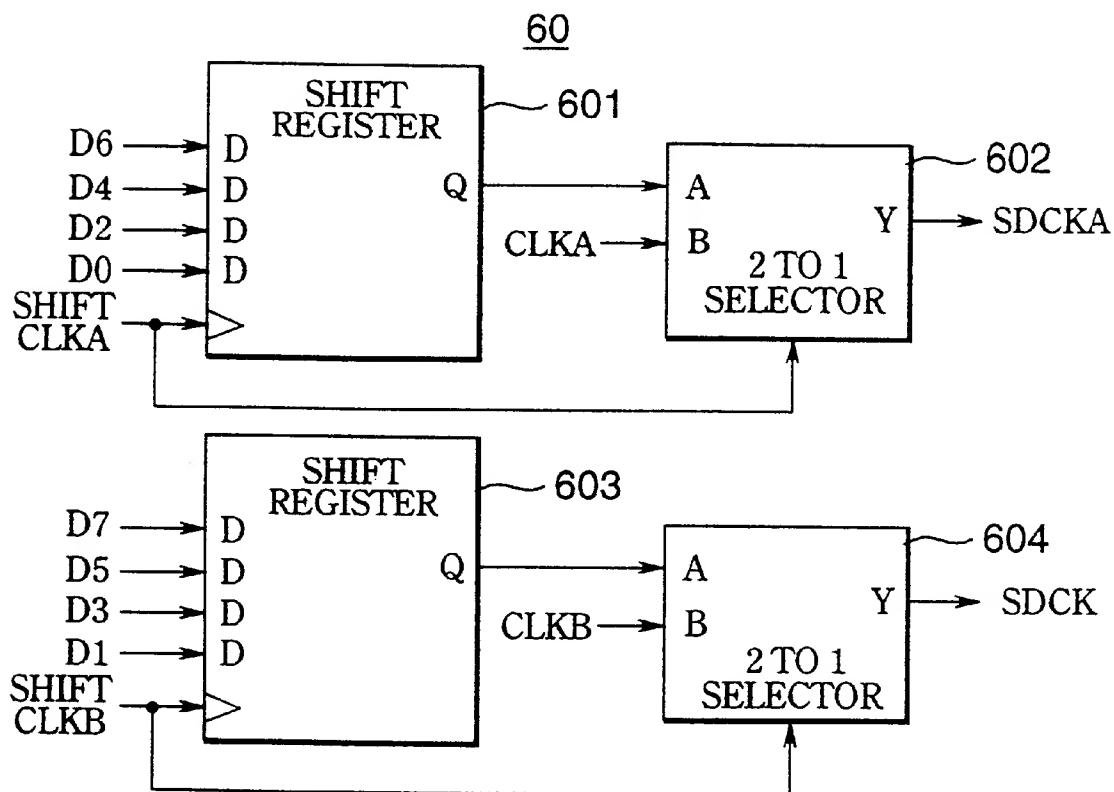 60
SHIFT
REGISTER
601
D6
D
D4
D
D2
D
D0
D
SHIFT
CLKA
Q
CLKA
A
B
Y
2 TO 1
SELECTOR
602
SDCKA
SHIFT
REGISTER
603
D7
D
D5
D
D3
D
D1
D
SHIFT
CLKB
Q
CLKB
A
B
Y
2 TO 1
SELECTOR
604
SDCK